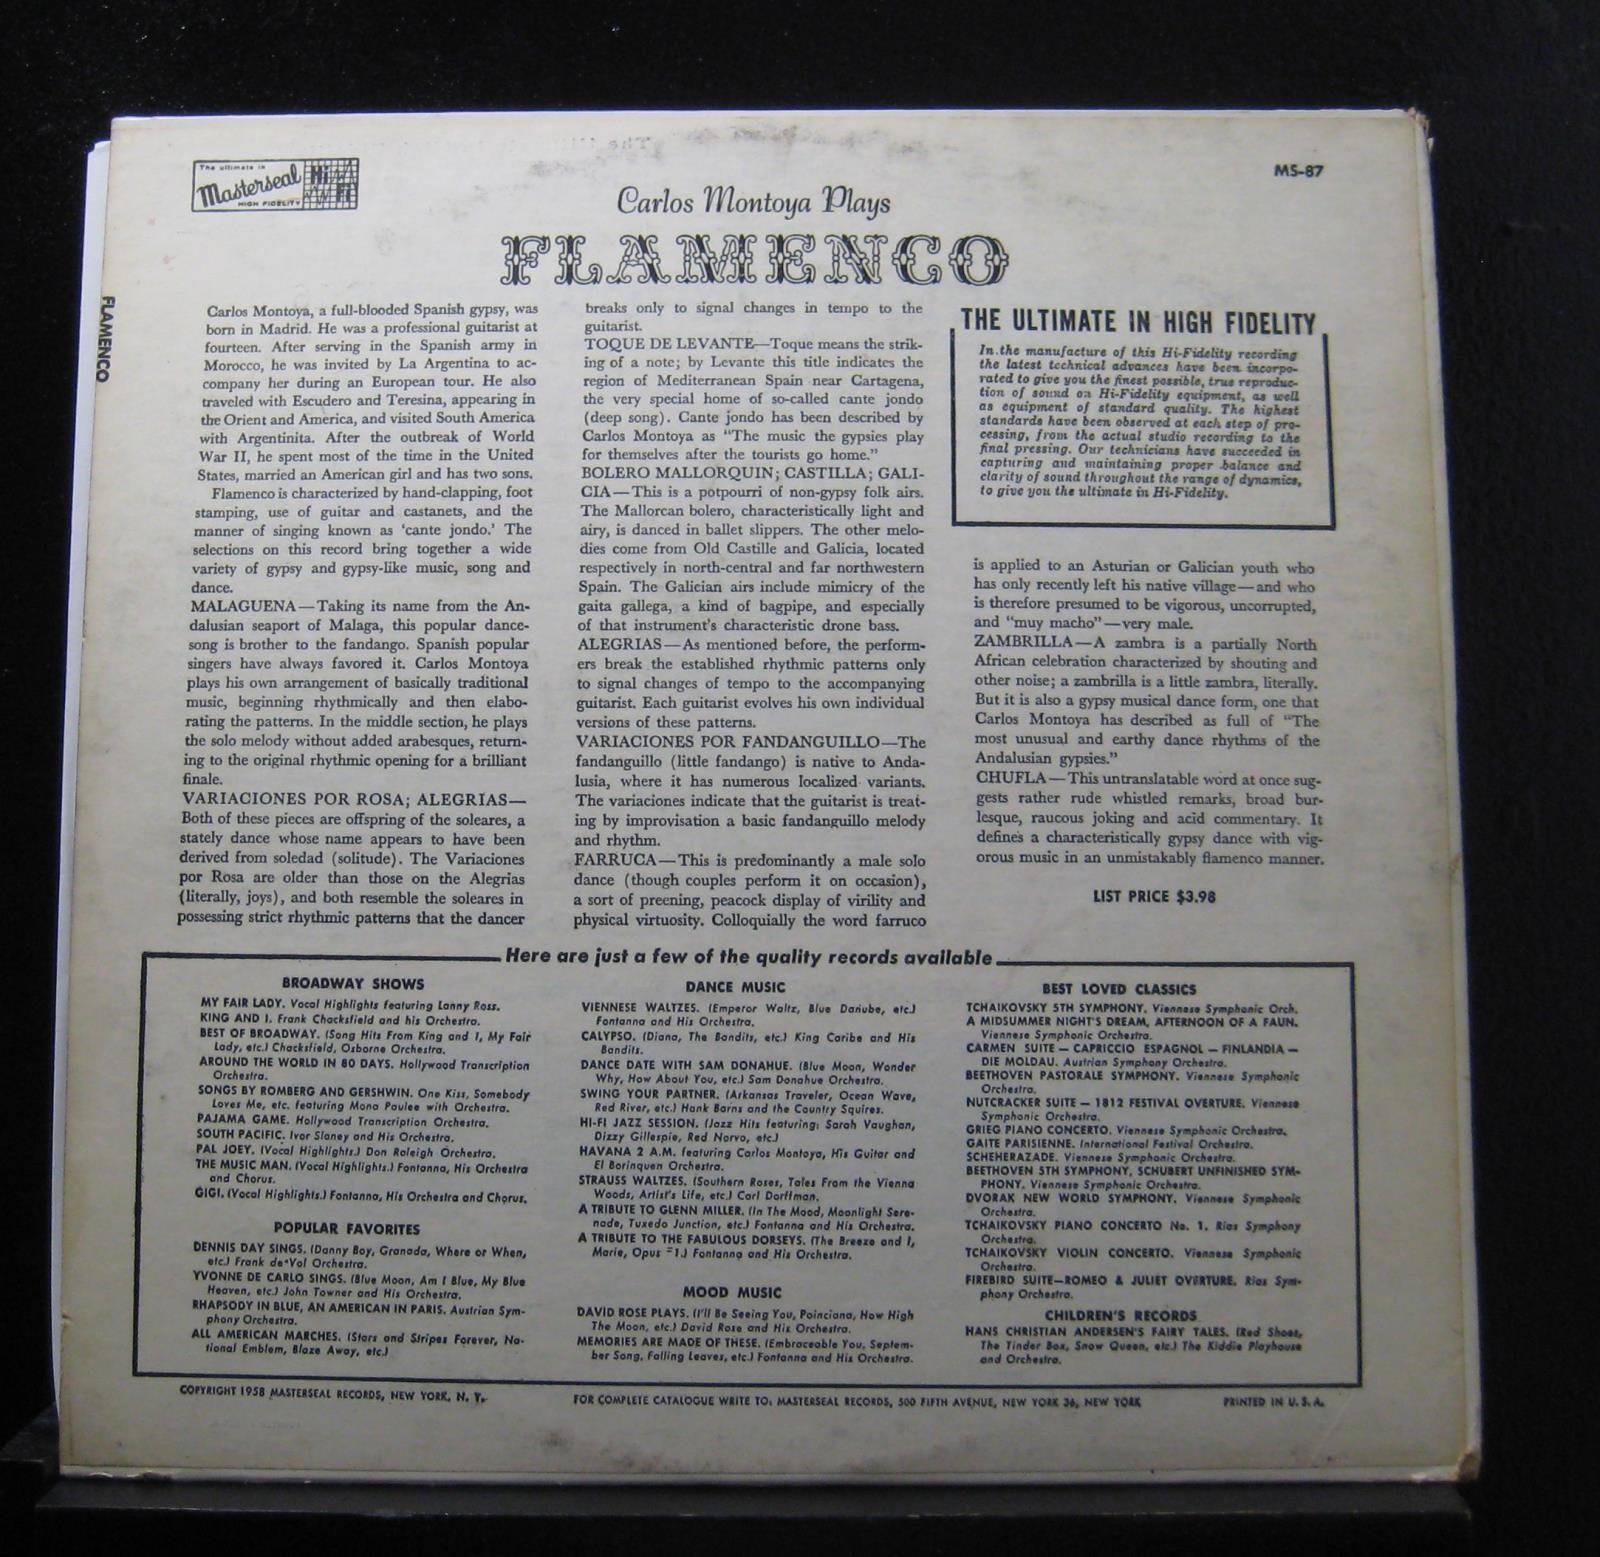 The ultimate in
Masterseal
HIGH FIDELITY
Hi
Fi
MS-87
Carlos Montoya Plays
FLAMENCO
FLAMENCO
Carlos Montoya, a full-blooded Spanish gypsy, was
born in Madrid. He was a professional guitarist at
fourteen. After serving in the Spanish army in
Morocco, he was invited by La Argentina to ac-
company her during an European tour. He also
traveled with Escudero and Teresina, appearing in
the Orient and America, and visited South America
with Argentinita. After the outbreak of World
War II, he spent most of the time in the United
States, married an American girl and has two sons.
Flamenco is characterized by hand-clapping, foot
stamping, use of guitar and castanets, and the
manner of singing known as 'cante jondo.' The
selections on this record bring together a wide
variety of gypsy and gypsy-like music, song and
dance.
MALAGUENA—Taking its name from the An-
dalusian seaport of Malaga, this popular dance-
song is brother to the fandango. Spanish popular
singers have always favored it. Carlos Montoya
plays his own arrangement of basically traditional
music, beginning rhythmically and then elabo-
rating the patterns. In the middle section, he plays
the solo melody without added arabesques, return-
ing to the original rhythmic opening for a brilliant
finale.
VARIACIONES POR ROSA; ALEGRIAS—
Both of these pieces are offspring of the soleares, a
stately dance whose name appears to have been
derived from soledad (solitude). The Variaciones
por Rosa are older than those on the Alegrias
(literally, joys), and both resemble the soleares in
possessing strict rhythmic patterns that the dancer
breaks only to signal changes in tempo to the
guitarist.
TOQUE DE LEVANTE—Toque means the strik-
ing of a note; by Levante this title indicates the
region of Mediterranean Spain near Cartagena,
the very special home of so-called cante jondo
(deep song). Cante jondo has been described by
Carlos Montoya as "The music the gypsies play
for themselves after the tourists go home."
BOLERO MALLORQUIN; CASTILLA; GALI-
CIA—This is a potpourri of non-gypsy folk airs.
The Mallorcan bolero, characteristically light and
airy, is danced in ballet slippers. The other melo-
dies come from Old Castille and Galicia, located
respectively in north-central and far northwestern
Spain. The Galician airs include mimicry of the
gaita gallega, a kind of bagpipe, and especially
of that instrument's characteristic drone bass.
ALEGRIAS—As mentioned before, the perform-
ers break the established rhythmic patterns only
to signal changes of tempo to the accompanying
guitarist. Each guitarist evolves his own individual
versions of these patterns.
VARIACIONES POR FANDANGUILLO—The
fandanguillo (little fandango) is native to Anda-
lusia, where it has numerous localized variants.
The variaciones indicate that the guitarist is treat-
ing by improvisation a basic fandanguillo melody
and rhythm.
FARRUCA—This is predominantly a male solo
dance (though couples perform it on occasion),
a sort of preening, peacock display of virility and
physical virtuosity. Colloquially the word farruco
THE ULTIMATE IN HIGH FIDELITY
In the manufacture of this Hi-Fidelity recording
the latest technical advances have been incorpo-
rated to give you the finest possible, true reproduc-
tion of sound on Hi-Fidelity equipment, as well
as equipment of standard quality. The highest
standards have been observed at each step of pro-
cessing, from the actual studio recording to the
final pressing. Our technicians have succeeded in
capturing and maintaining proper balance and
clarity of sound throughout the range of dynamics,
to give you the ultimate in Hi-Fidelity.
is applied to an Asturian or Galician youth who
has only recently left his native village—and who
is therefore presumed to be vigorous, uncorrupted,
and "muy macho"—very male.
ZAMBRILLA—A zambra is a partially North
African celebration characterized by shouting and
other noise; a zambrilla is a little zambra, literally.
But it is also a gypsy musical dance form, one that
Carlos Montoya has described as full of "The
most unusual and earthy dance rhythms of the
Andalusian gypsies."
CHUFLA—This untranslatable word at once sug-
gests rather rude whistled remarks, broad bur-
lesque, raucous joking and acid commentary. It
defines a characteristically gypsy dance with vig-
orous music in an unmistakably flamenco manner.
LIST PRICE $3.98
Here are just a few of the quality records available
BROADWAY SHOWS
MY FAIR LADY. Vocal Highlights featuring Lanny Ross.
KING AND I. Frank Chacksfield and his Orchestra.
BEST OF BROADWAY. (Song Hits From King and I, My Fair
Lady, etc.) Chacksfield, Osborne Orchestra.
AROUND THE WORLD IN 80 DAYS. Hollywood Transcription
Orchestra.
SONGS BY ROMBERG AND GERSHWIN. One Kiss, Somebody
Loves Me, etc. featuring Mona Paulee with Orchestra.
PAJAMA GAME. Hollywood Transcription Orchestra.
SOUTH PACIFIC. Ivor Slaney and His Orchestra.
PAL JOEY. (Vocal Highlights.) Don Raleigh Orchestra.
THE MUSIC MAN. (Vocal Highlights.) Fontanna, His Orchestra
and Chorus.
GIGI. (Vocal Highlights.) Fontanna, His Orchestra and Chorus.
POPULAR FAVORITES
DENNIS DAY SINGS. (Danny Boy, Granada, Where or When,
etc.) Frank de•Vol Orchestra.
YVONNE DE CARLO SINGS. (Blue Moon, Am I Blue, My Blue
Heaven, etc.) John Towner and His Orchestra.
RHAPSODY IN BLUE, AN AMERICAN IN PARIS. Austrian Sym-
phony Orchestra.
ALL AMERICAN MARCHES. (Stars and Stripes Forever, Na-
tional Emblem, Blaze Away, etc.)
DANCE MUSIC
VIENNESE WALTZES. (Emperor Waltz, Blue Danube, etc.)
Fontanna and His Orchestra.
CALYPSO. (Diana, The Bandits, etc.) King Caribe and His
Bandits.
DANCE DATE WITH SAM DONAHUE. (Blue Moon, Wonder
Why, How About You, etc.) Sam Donahue Orchestra.
SWING YOUR PARTNER. (Arkansas Traveler, Ocean Wave,
Red River, etc.) Hank Barns and the Country Squires.
HI-FI JAZZ SESSION. (Jazz Hits featuring: Sarah Vaughan,
Dizzy Gillespie, Red Norvo, etc.)
HAVANA 2 A.M. featuring Carlos Montoya, His Guitar and
El Borinquen Orchestra.
STRAUSS WALTZES. (Southern Roses, Tales From the Vienna
Woods, Artist's Life, etc.) Carl Dorffman.
A TRIBUTE TO GLENN MILLER. (In The Mood, Moonlight Sere-
nade, Tuxedo Junction, etc.) Fontanna and His Orchestra.
A TRIBUTE TO THE FABULOUS DORSEYS. (The Breeze and I,
Marie, Opus #1.) Fontanna and His Orchestra.
MOOD MUSIC
DAVID ROSE PLAYS. (I'll Be Seeing You, Poinciana, How High
The Moon, etc.) David Rose and His Orchestra.
MEMORIES ARE MADE OF THESE. (Embraceable You, Septem-
ber Song, Falling Leaves, etc.) Fontanna and His Orchestra.
BEST LOVED CLASSICS
TCHAIKOVSKY 5TH SYMPHONY. Viennese Symphonic Orch.
A MIDSUMMER NIGHT'S DREAM, AFTERNOON OF A FAUN.
Viennese Symphonic Orchestra.
CARMEN SUITE — CAPRICCIO ESPAGNOL — FINLANDIA —
DIE MOLDAU. Austrian Symphony Orchestra.
BEETHOVEN PASTORALE SYMPHONY. Viennese Symphonic
Orchestra.
NUTCRACKER SUITE — 1812 FESTIVAL OVERTURE. Viennese
Symphonic Orchestra.
GRIEG PIANO CONCERTO. Viennese Symphonic Orchestra.
GAITE PARISIENNE. International Festival Orchestra.
SCHEHERAZADE. Viennese Symphonic Orchestra.
BEETHOVEN 5TH SYMPHONY, SCHUBERT UNFINISHED SYM-
PHONY. Viennese Symphonic Orchestra.
DVORAK NEW WORLD SYMPHONY. Viennese Symphonic
Orchestra.
TCHAIKOVSKY PIANO CONCERTO No. 1. Rias Symphony
Orchestra.
TCHAIKOVSKY VIOLIN CONCERTO. Viennese Symphonic
Orchestra.
FIREBIRD SUITE—ROMEO & JULIET OVERTURE. Rias Sym-
phony Orchestra.
CHILDREN'S RECORDS
HANS CHRISTIAN ANDERSEN'S FAIRY TALES. (Red Shoes,
The Tinder Box, Snow Queen, etc.) The Kiddie Playhouse
and Orchestra.
COPYRIGHT 1958 MASTERSEAL RECORDS, NEW YORK, N. Y.
FOR COMPLETE CATALOGUE WRITE TO: MASTERSEAL RECORDS, 500 FIFTH AVENUE, NEW YORK 36, NEW YORK
PRINTED IN U. S. A.